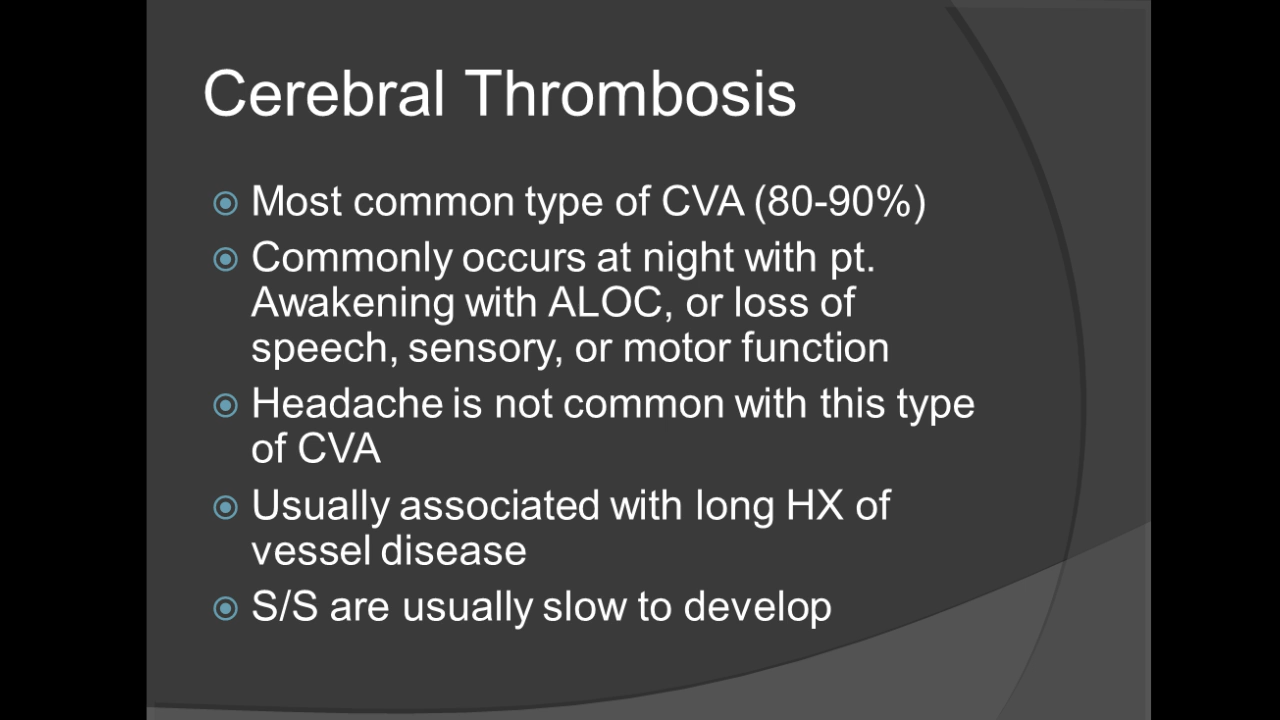 Cerebral Thrombosis
Most common type of CVA (80-90%)
Commonly occurs at night with pt.
Awakening with ALOC, or loss of
speech, sensory, or motor function
Headache is not common with this type
of CVA
Usually associated with long HX of
vessel disease
S/S are usually slow to develop